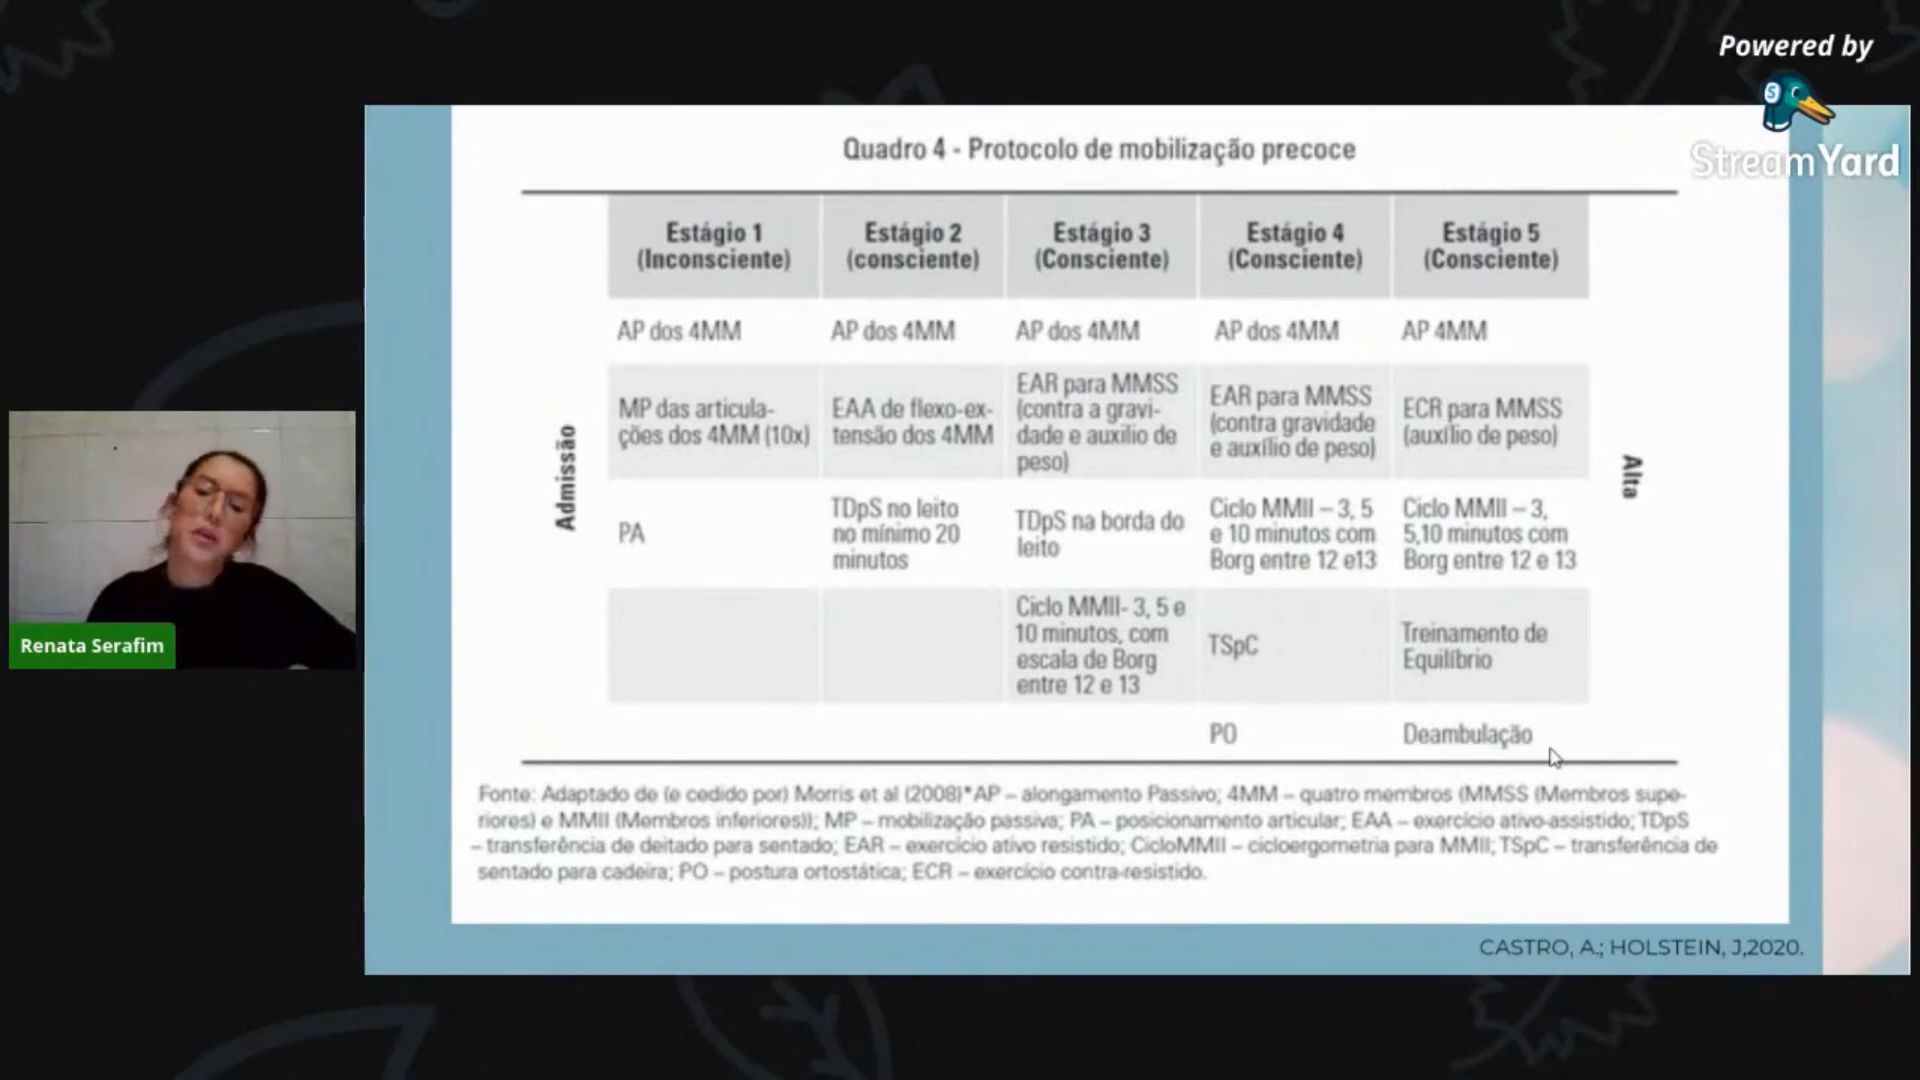 Powered by
StreamYard
Quadro 4 - Protocolo de mobilização precoce
Estágio 1
(Inconsciente)
Estágio 2
(consciente)
Estágio 3
(Consciente)
Estágio 4
(Consciente)
Estágio 5
(Consciente)
Admissão
AP dos 4MM
AP dos 4MM
AP dos 4MM
AP dos 4MM
AP 4MM
MP das articula-
ções dos 4MM (10x)
EAA de flexo-ex-
tensão dos 4MM
EAR para MMSS
(contra a gravi-
dade e auxílio de
peso)
EAR para MMSS
(contra gravidade
e auxílio de peso)
ECR para MMSS
(auxílio de peso)
Alta
PA
TDpS no leito
no mínimo 20
minutos
TDpS na borda do
leito
Ciclo MMII – 3, 5
e 10 minutos com
Borg entre 12 e13
Ciclo MMII – 3,
5,10 minutos com
Borg entre 12 e 13
Ciclo MMII- 3, 5 e
10 minutos, com
escala de Borg
entre 12 e 13
TSpC
Treinamento de
Equilíbrio
PO
Deambulação
Fonte: Adaptado de (e cedido por) Morris et al (2008)*AP – alongamento Passivo; 4MM – quatro membros (MMSS (Membros supe-
riores) e MMII (Membros inferiores)); MP – mobilização passiva; PA – posicionamento articular; EAA – exercício ativo-assistido; TDpS
– transferência de deitado para sentado; EAR – exercício ativo resistido; CicloMMII – cicloergometria para MMII; TSpC – transferência de
sentado para cadeira; PO – postura ortostática; ECR – exercício contra-resistido.
CASTRO, A.; HOLSTEIN, J,2020.
Renata Serafim